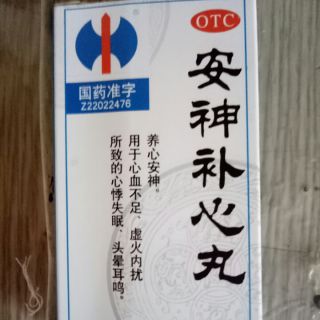 OTC
国药准字
Z22022476
安神补心丸
养心安神。
用于心血不足、虚火内扰
所致的心悸失眠、头晕耳鸣。